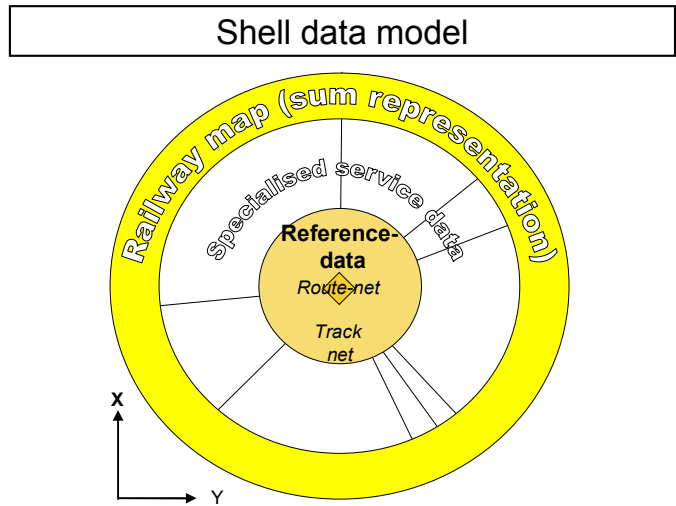 Shell data model
Railway map (sum representation)
Specialised service data
Reference-
data
Route-net
Track
net
X
Y